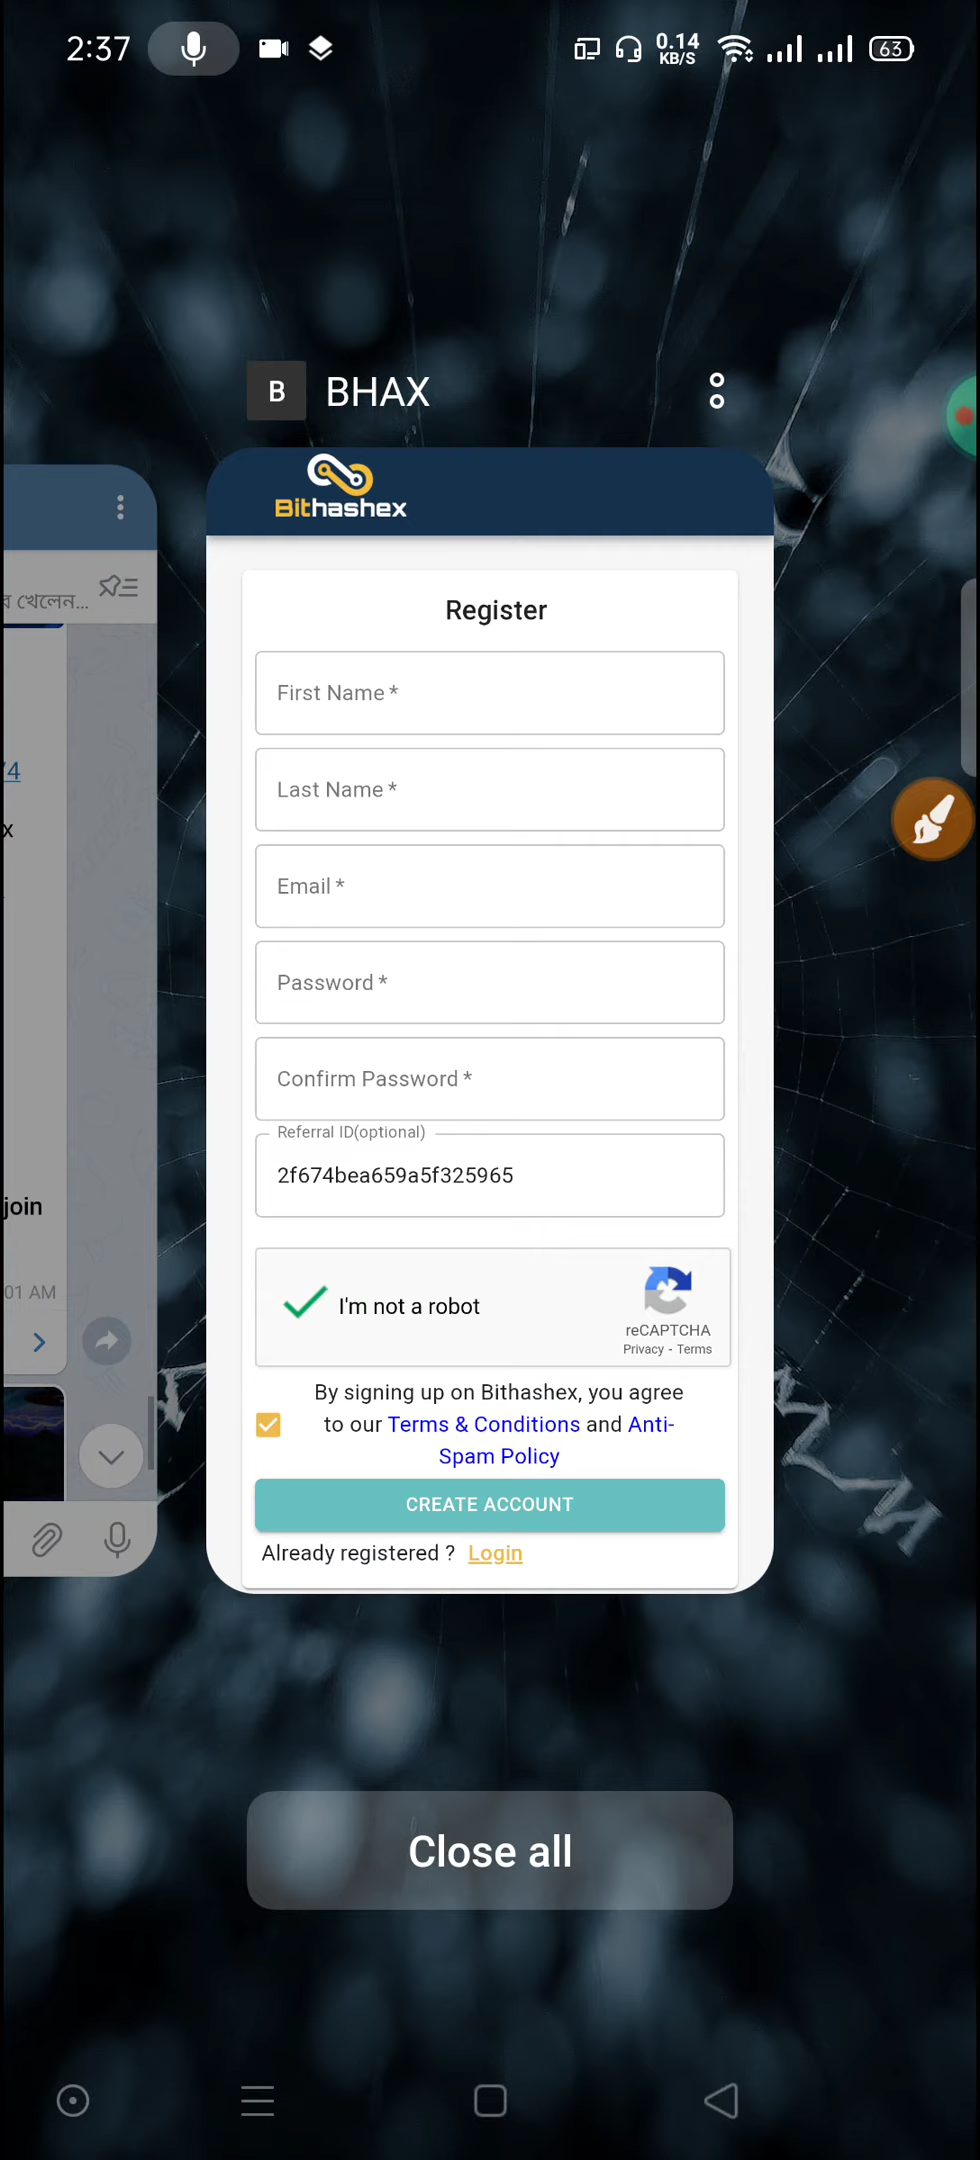 2:37
0.14
KB/S
63
B BHAX
Bithashex
র খেলেন...
/4
x
join
01 AM
Register
First Name *
Last Name *
Email *
Password *
Confirm Password *
Referral ID(optional)
2f674bea659a5f325965
I'm not a robot
reCAPTCHA
Privacy - Terms
By signing up on Bithashex, you agree
to our Terms & Conditions and Anti-
Spam Policy
CREATE ACCOUNT
Already registered ? Login
Close all